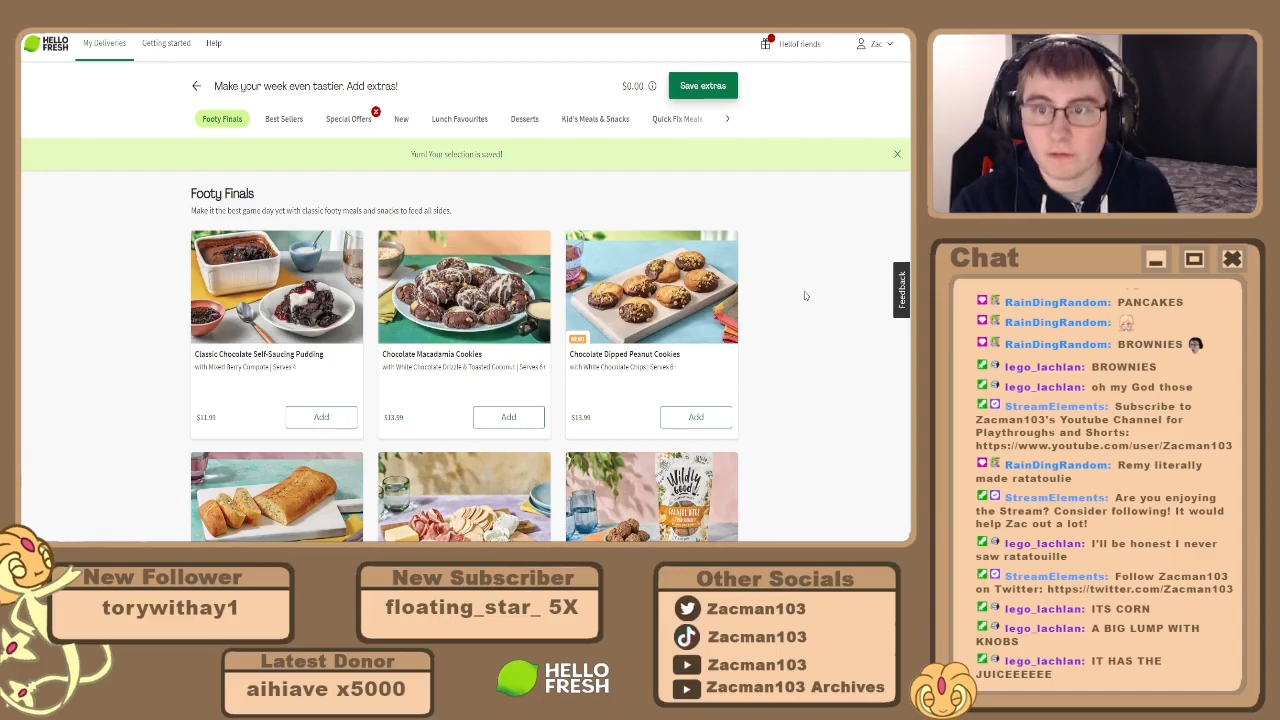 HELLO FRESH
My Deliveries
Getting started
Help
HelloFriends
Zac
Make your week even tastier. Add extras!
$0.00
Save extras
Footy Finals
Best Sellers
Special Offers
New
Lunch Favourites
Desserts
Kid's Meals & Snacks
Quick Fix Meals
Yum! Your selection is saved!
Footy Finals
Make it the best game day yet with classic footy meals and snacks to feed all sides.
Feedback
Classic Chocolate Self-Saucing Pudding
with Mixed Berry Compote | Serves 4
$11.99
Add
Chocolate Macadamia Cookies
with White Chocolate Drizzle & Toasted Coconut | Serves 6+
$13.99
Add
NEW!
Chocolate Dipped Peanut Cookies
with White Chocolate Chips | Serves 6+
$13.99
Add
Wildly Good
Chat
RainDingRandom: PANCAKES
RainDingRandom:
RainDingRandom: BROWNIES
lego_lachlan: BROWNIES
lego_lachlan: oh my God those
StreamElements: Subscribe to
Zacman103's Youtube Channel for
Playthroughs and Shorts:
https://www.youtube.com/user/Zacman103
RainDingRandom: Remy literally
made ratatoulie
StreamElements: Are you enjoying
the Stream? Consider following! It would
help Zac out a lot!
lego_lachlan: I'll be honest I never
saw ratatouille
StreamElements: Follow Zacman103
on Twitter: https://twitter.com/Zacman103
lego_lachlan: ITS CORN
lego_lachlan: A BIG LUMP WITH
KNOBS
lego_lachlan: IT HAS THE
JUICEEEEEE
New Follower
torywithay1
New Subscriber
floating_star_ 5X
Latest Donor
aihiave x5000
HELLO
FRESH
Other Socials
Zacman103
Zacman103
Zacman103
Zacman103 Archives